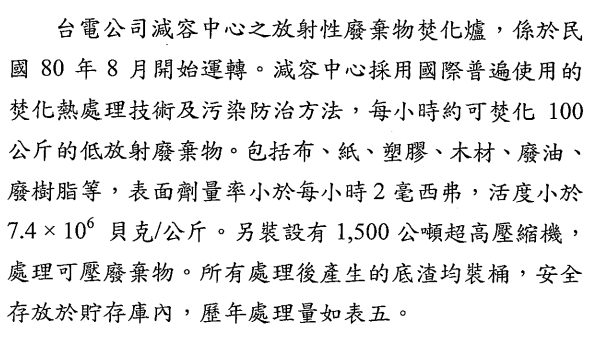 台電公司減容中心之放射性廢棄物焚化爐，係於民
國 80 年 8 月開始運轉。減容中心採用國際普遍使用的
焚化熱處理技術及污染防治方法，每小時約可焚化 100
公斤的低放射廢棄物。包括布、紙、塑膠、木材、廢油、
廢樹脂等，表面劑量率小於每小時 2 毫西弗，活度小於
7.4 × 10⁶ 貝克/公斤。另裝設有 1,500 公噸超高壓縮機，
處理可壓廢棄物。所有處理後產生的底渣均裝桶，安全
存放於貯存庫內，歷年處理量如表五。